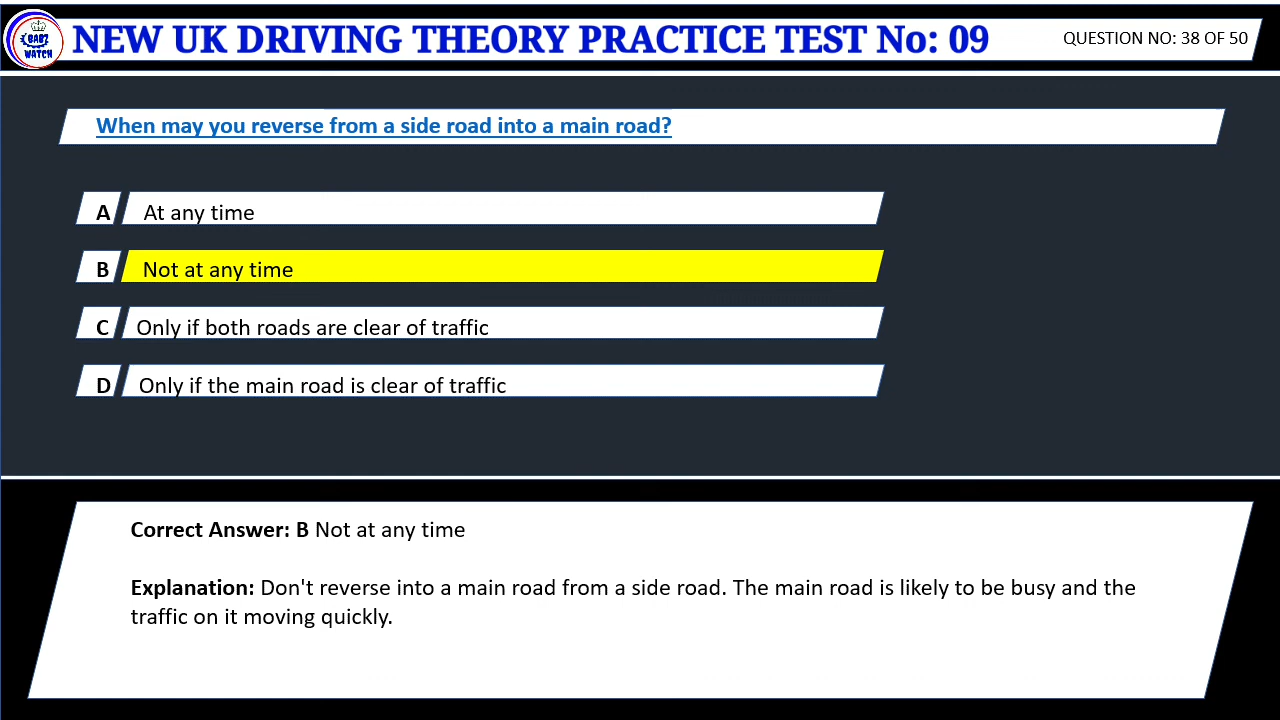 BABZ
WATCH
NEW UK DRIVING THEORY PRACTICE TEST No: 09
QUESTION NO: 38 OF 50
When may you reverse from a side road into a main road?
A At any time
B Not at any time
C Only if both roads are clear of traffic
D Only if the main road is clear of traffic
Correct Answer: B Not at any time
Explanation: Don't reverse into a main road from a side road. The main road is likely to be busy and the
traffic on it moving quickly.